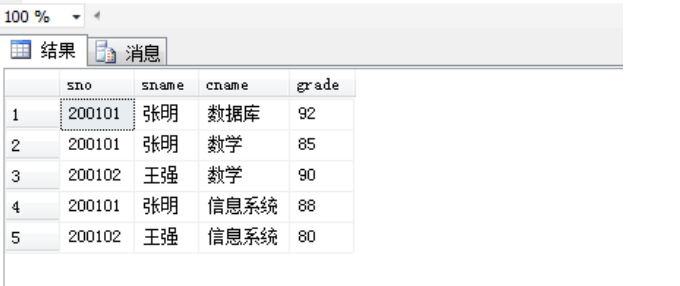 100 %
结果 消息
sno sname cname grade
1 200101 张明 数据库 92
2 200101 张明 数学 85
3 200102 王强 数学 90
4 200101 张明 信息系统 88
5 200102 王强 信息系统 80